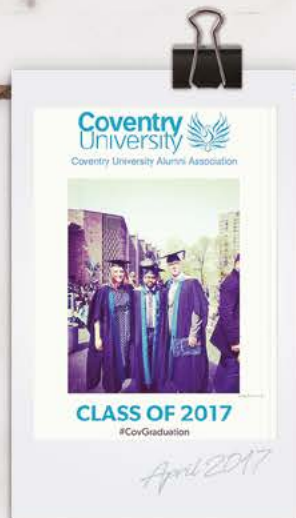 Coventry
University
Coventry University Alumni Association
CLASS OF 2017
#CovGraduation
April 2017